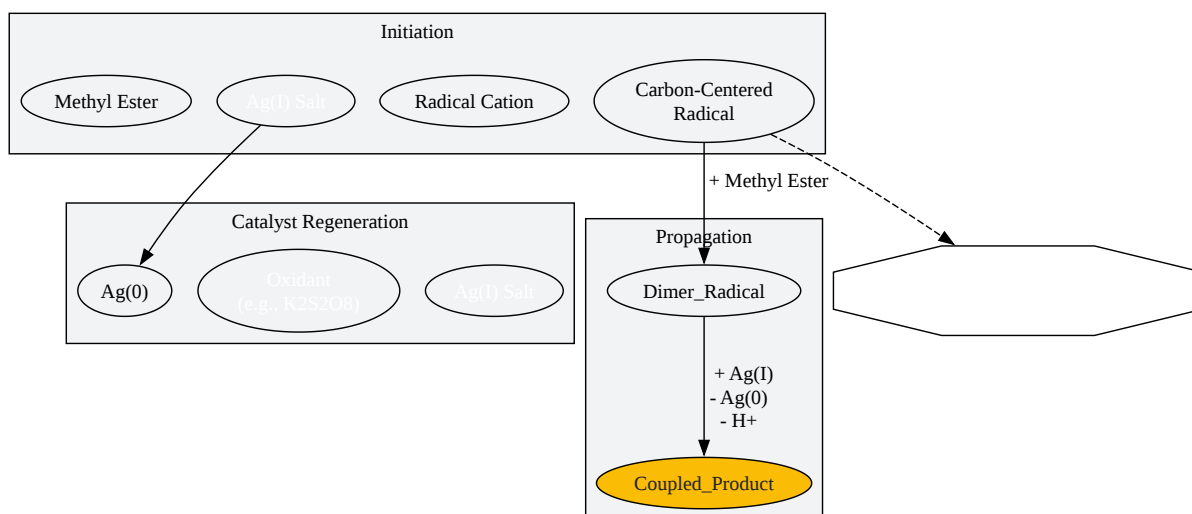 Initiation
Methyl Ester
Ag(I) Salt
Radical Cation
Carbon-Centered
Radical
+ Methyl Ester
Catalyst Regeneration
Ag(0)
Oxidant
(e.g., K2S2O8)
Ag(I) Salt
Propagation
Dimer_Radical
+ Ag(I)
- Ag(0)
- H+
Coupled_Product